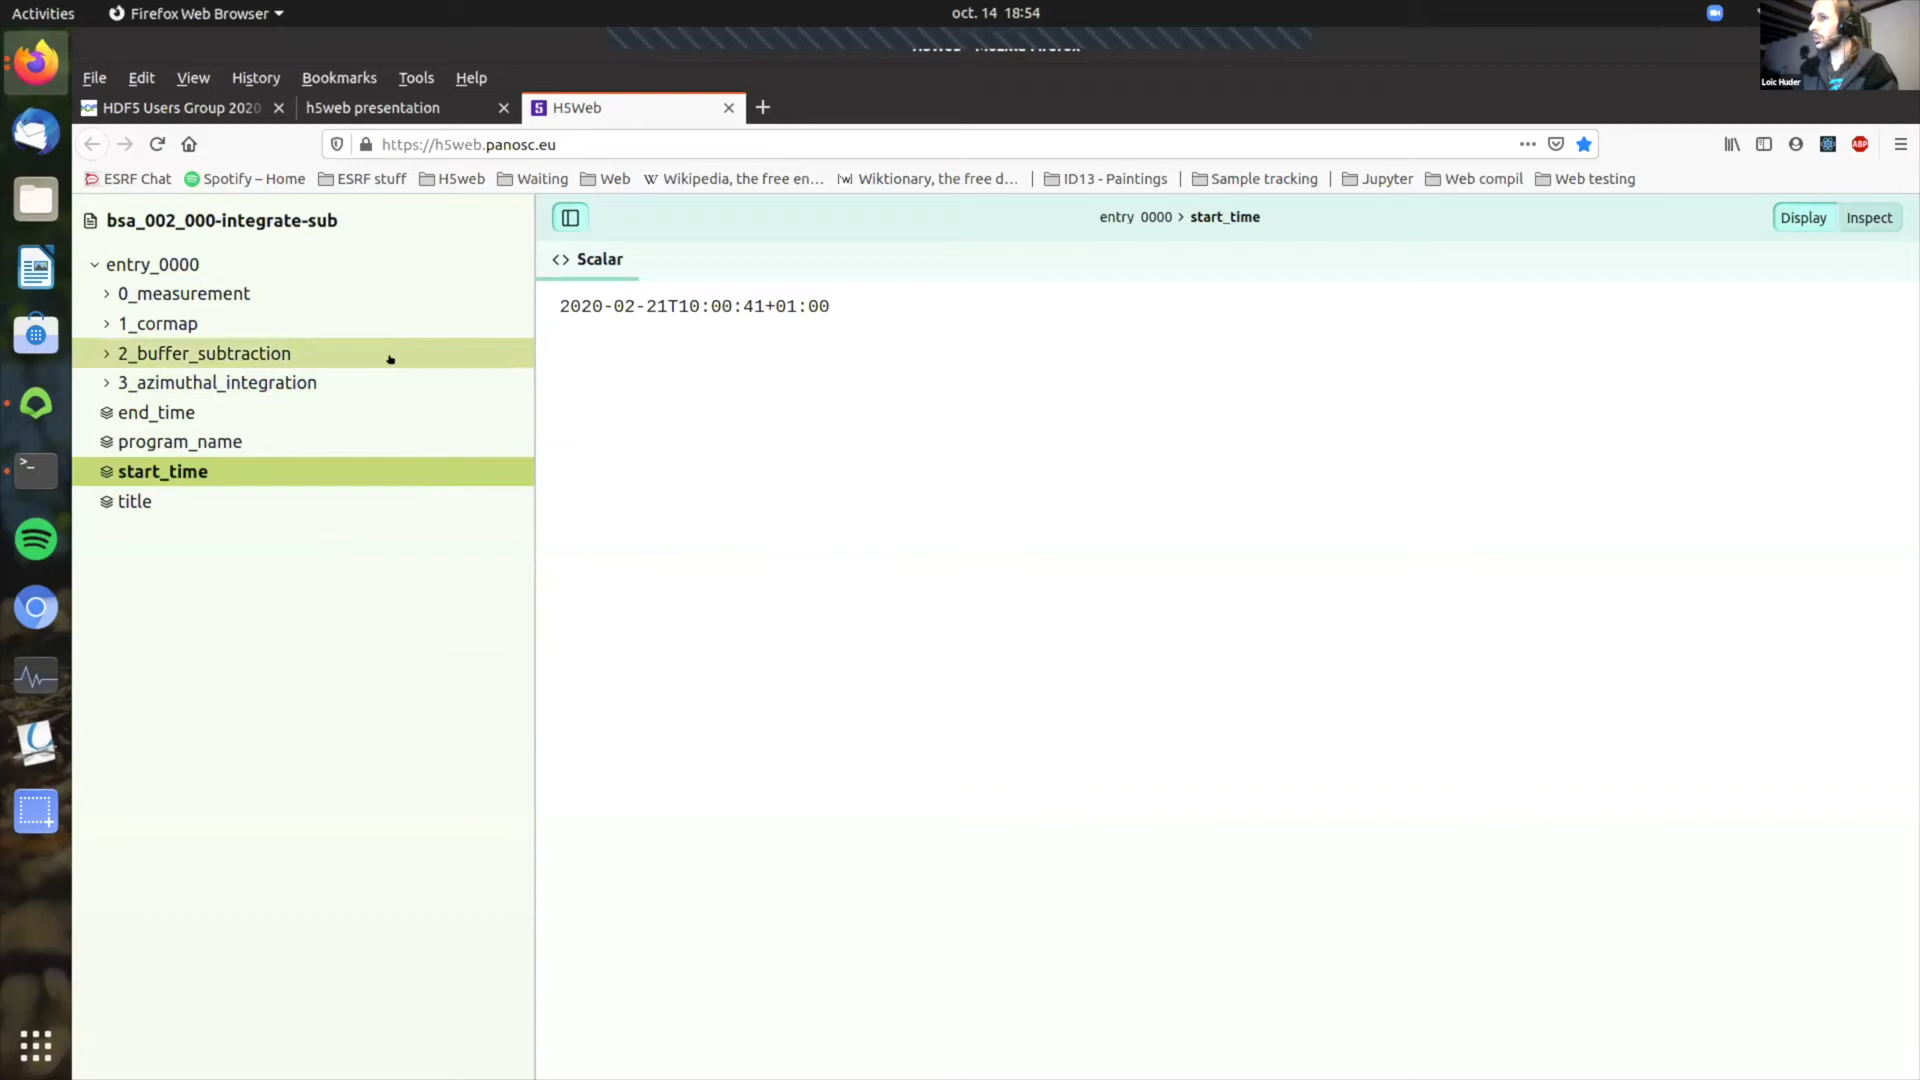 Activities
Firefox Web Browser
oct. 14 18:54
Loic Huder
File Edit View History Bookmarks Tools Help
HDF5 Users Group 2020
h5web presentation
H5Web
https://h5web.panosc.eu
ESRF Chat
Spotify – Home
ESRF stuff
H5web
Waiting
Web
Wikipedia, the free en...
Wiktionary, the free d...
ID13 - Paintings
Sample tracking
Jupyter
Web compil
Web testing
bsa_002_000-integrate-sub
entry_0000
0_measurement
1_cormap
2_buffer_subtraction
3_azimuthal_integration
end_time
program_name
start_time
title
entry 0000 > start_time
Display
Inspect
<> Scalar
2020-02-21T10:00:41+01:00